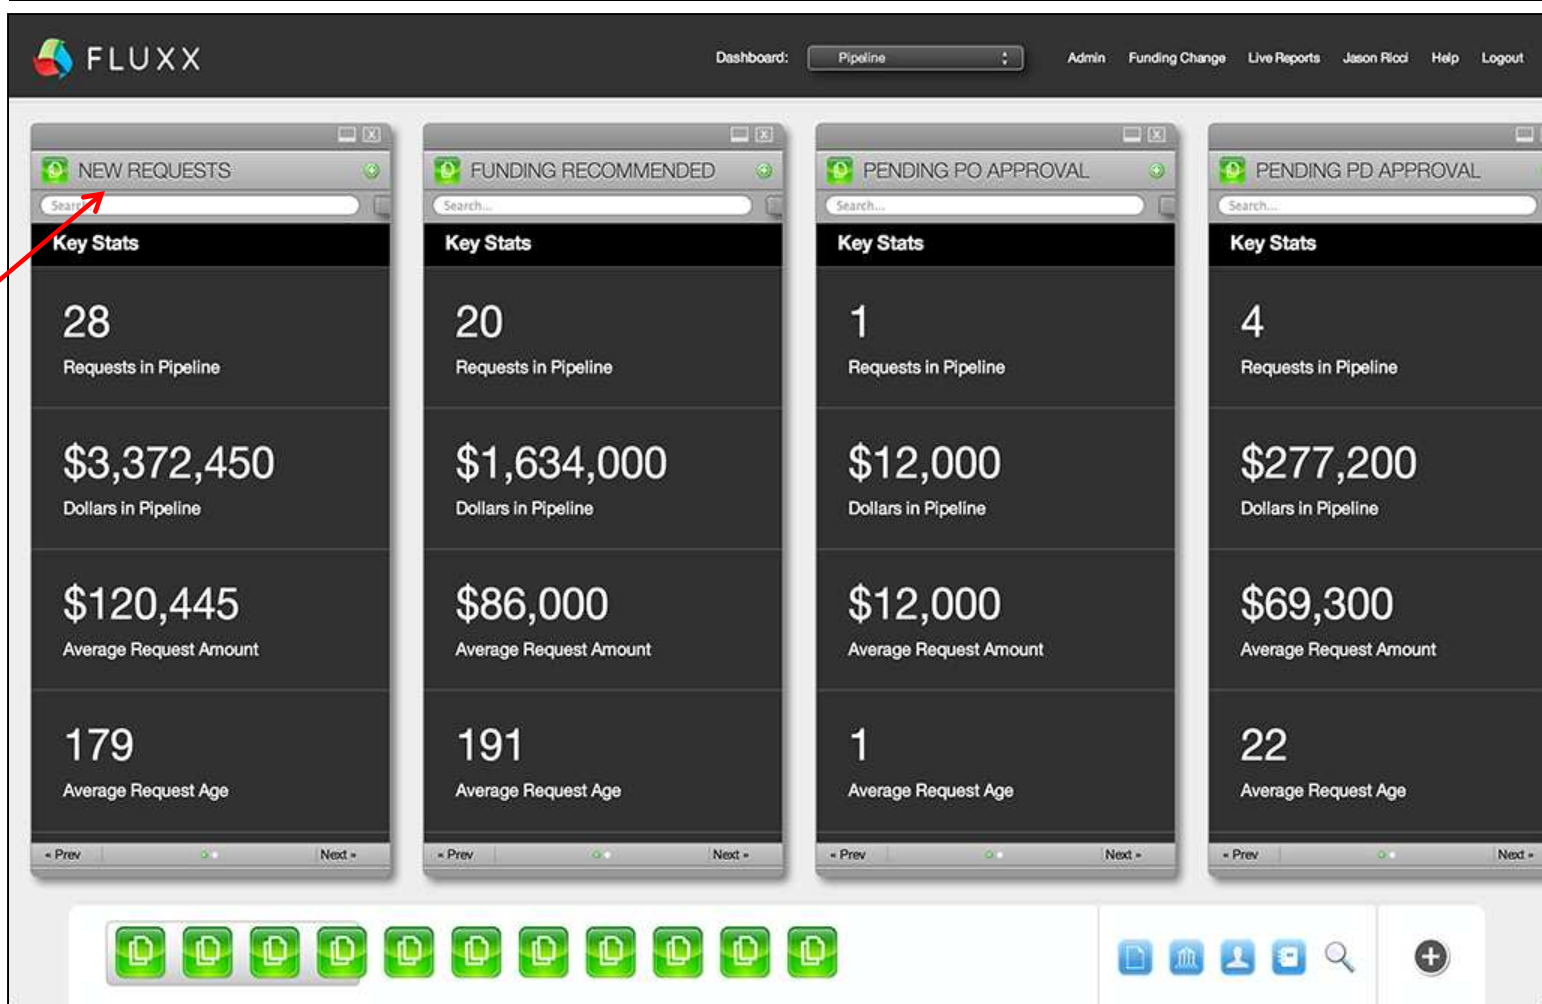 FLUXX
Dashboard: Pipeline Admin Funding Change Live Reports Jason Ricci Help Logout
NEW REQUESTS
Search...
Key Stats
28
Requests in Pipeline
$3,372,450
Dollars in Pipeline
$120,445
Average Request Amount
179
Average Request Age
« Prev Next »
FUNDING RECOMMENDED
Search...
Key Stats
20
Requests in Pipeline
$1,634,000
Dollars in Pipeline
$86,000
Average Request Amount
191
Average Request Age
« Prev Next »
PENDING PO APPROVAL
Search...
Key Stats
1
Requests in Pipeline
$12,000
Dollars in Pipeline
$12,000
Average Request Amount
1
Average Request Age
« Prev Next »
PENDING PD APPROVAL
Search...
Key Stats
4
Requests in Pipeline
$277,200
Dollars in Pipeline
$69,300
Average Request Amount
22
Average Request Age
« Prev Next »